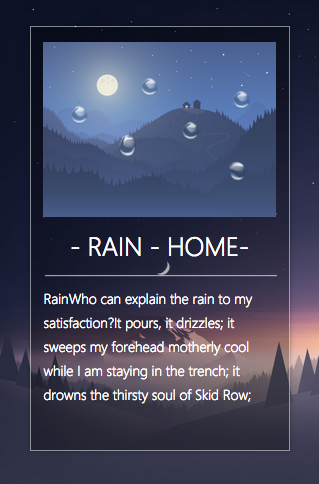 - RAIN - HOME-
RainWho can explain the rain to my
satisfaction?It pours, it drizzles; it
sweeps my forehead motherly cool
while I am staying in the trench; it
drowns the thirsty soul of Skid Row;